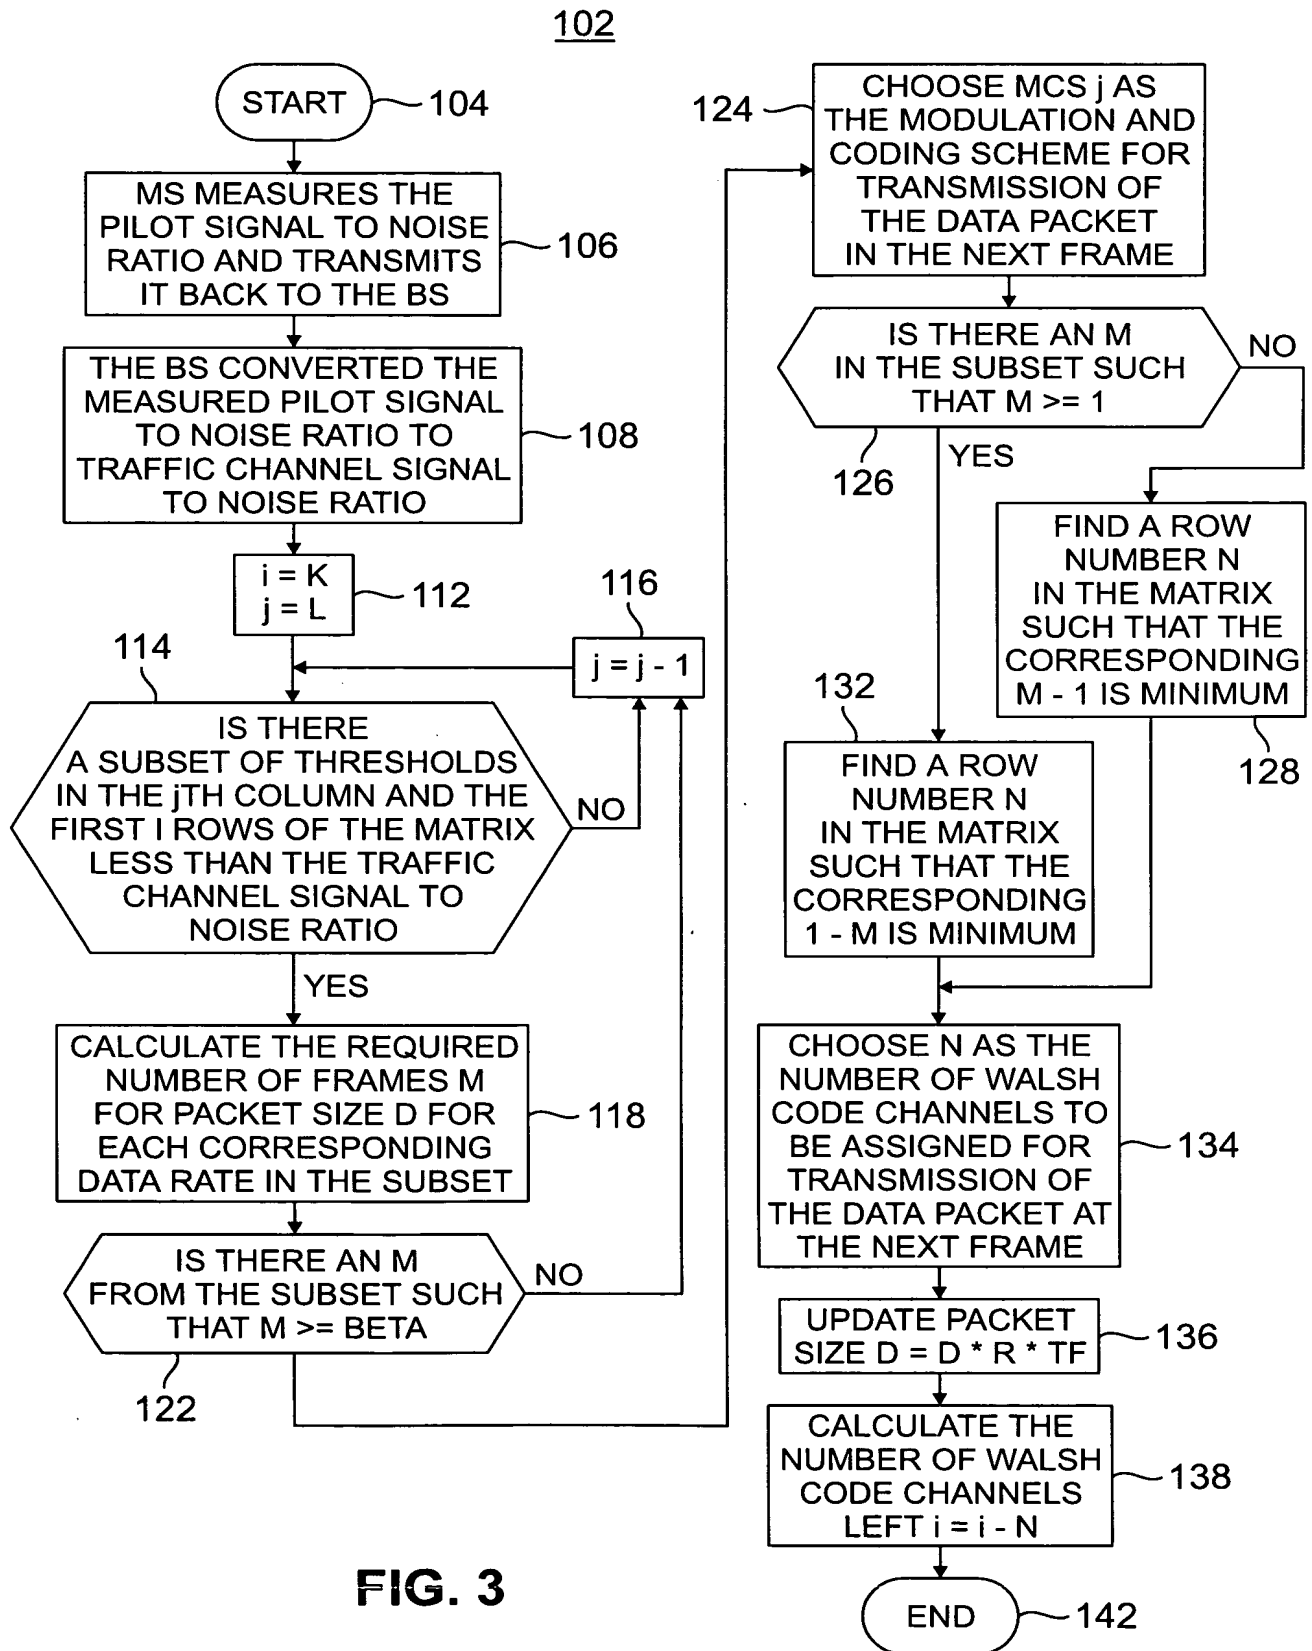 102
START
104
MS MEASURES THE
PILOT SIGNAL TO NOISE
RATIO AND TRANSMITS
IT BACK TO THE BS
106
THE BS CONVERTED THE
MEASURED PILOT SIGNAL
TO NOISE RATIO TO
TRAFFIC CHANNEL SIGNAL
TO NOISE RATIO
108
i = K
j = L
112
116
j = j - 1
114
IS THERE
A SUBSET OF THRESHOLDS
IN THE jTH COLUMN AND THE
FIRST I ROWS OF THE MATRIX
LESS THAN THE TRAFFIC
CHANNEL SIGNAL TO
NOISE RATIO
NO
YES
CALCULATE THE REQUIRED
NUMBER OF FRAMES M
FOR PACKET SIZE D FOR
EACH CORRESPONDING
DATA RATE IN THE SUBSET
118
IS THERE AN M
FROM THE SUBSET SUCH
THAT M >= BETA
NO
122
124
CHOOSE MCS j AS
THE MODULATION AND
CODING SCHEME FOR
TRANSMISSION OF
THE DATA PACKET
IN THE NEXT FRAME
IS THERE AN M
IN THE SUBSET SUCH
THAT M >= 1
NO
YES
126
FIND A ROW
NUMBER N
IN THE MATRIX
SUCH THAT THE
CORRESPONDING
M - 1 IS MINIMUM
128
132
FIND A ROW
NUMBER N
IN THE MATRIX
SUCH THAT THE
CORRESPONDING
1 - M IS MINIMUM
CHOOSE N AS THE
NUMBER OF WALSH
CODE CHANNELS TO
BE ASSIGNED FOR
TRANSMISSION OF
THE DATA PACKET AT
THE NEXT FRAME
134
UPDATE PACKET
SIZE D = D * R * TF
136
CALCULATE THE
NUMBER OF WALSH
CODE CHANNELS
LEFT i = i - N
138
END
142
FIG. 3